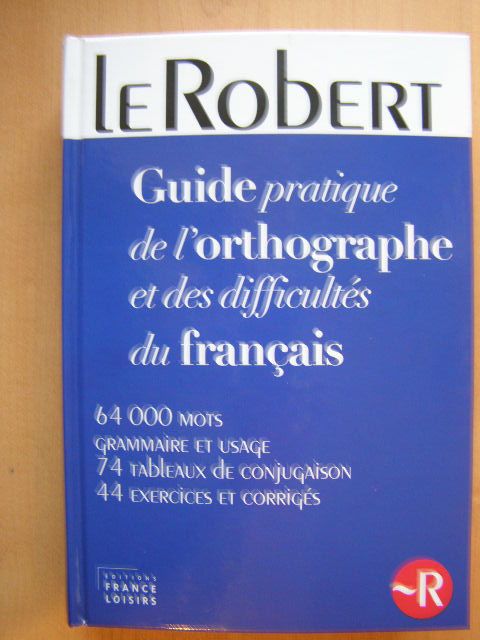 LE ROBERT
Guide pratique
de l'orthographe
et des difficultés
du français
64 000 MOTS
GRAMMAIRE ET USAGE
74 TABLEAUX DE CONJUGAISON
44 EXERCICES ET CORRIGÉS
EDITIONS
FRANCE
LOISIRS
~R